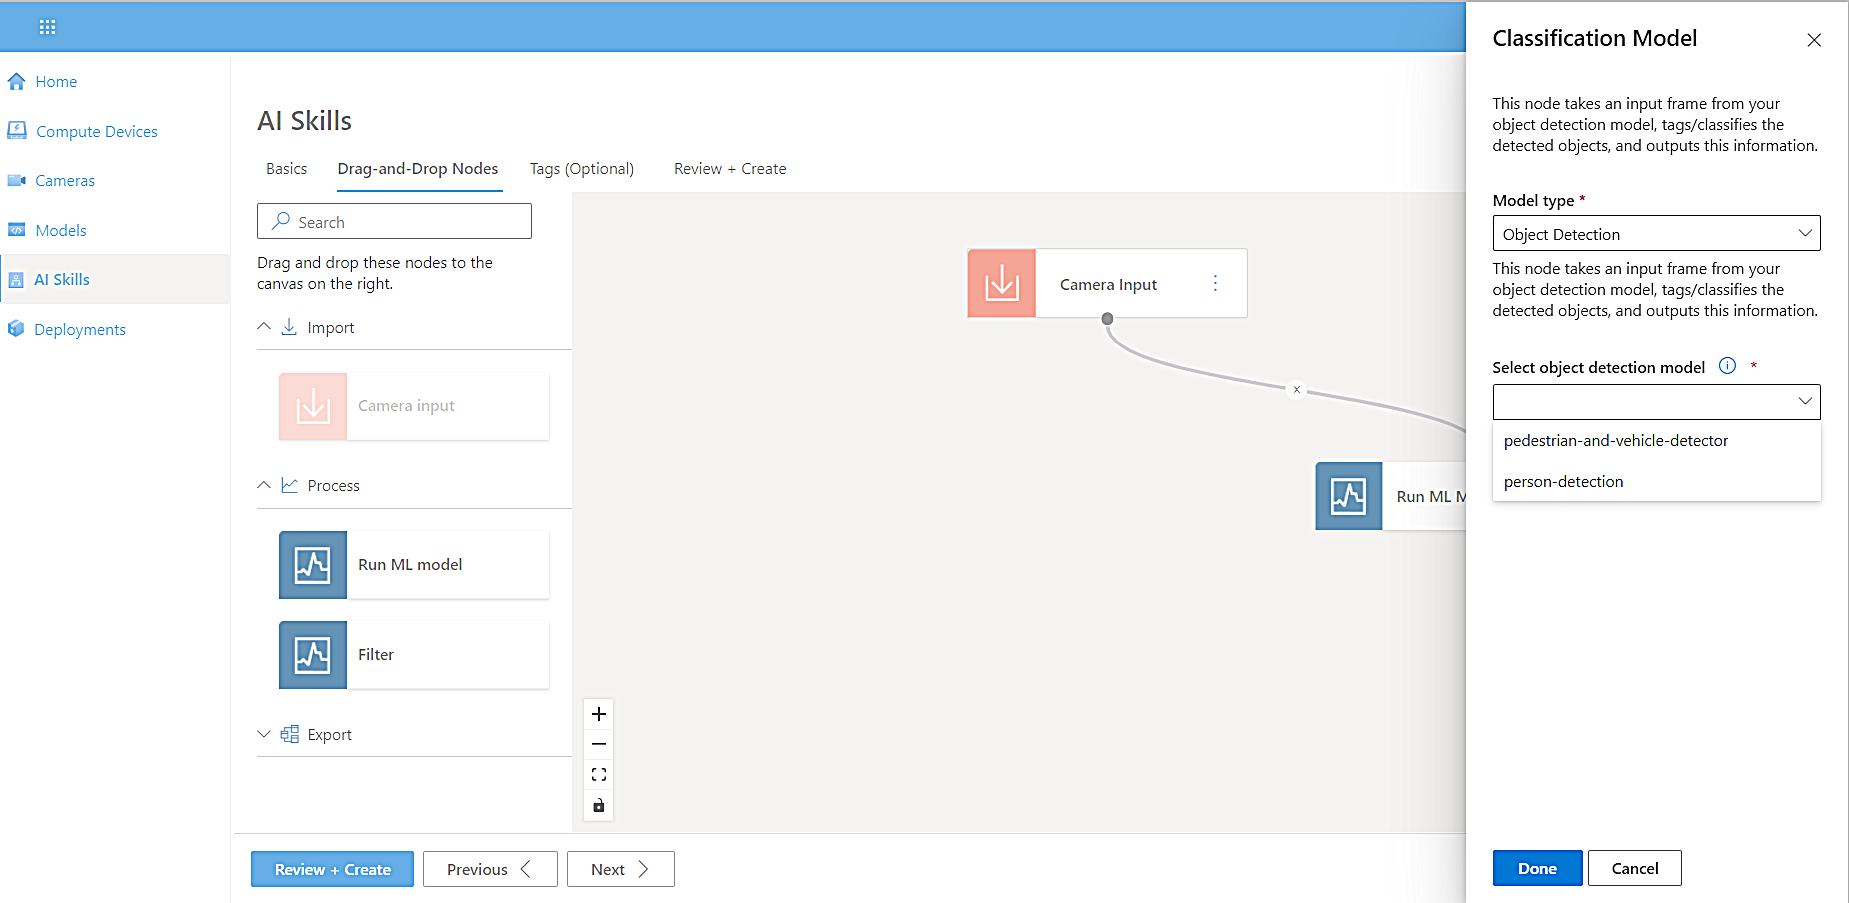 Home
Compute Devices
Cameras
Models
AI Skills
Deployments
AI Skills
Basics
Drag-and-Drop Nodes
Tags (Optional)
Review + Create
Search
Drag and drop these nodes to the
canvas on the right.
Import
Camera input
Process
Run ML model
Filter
Export
Camera Input
Run ML M
Review + Create
Previous
Next
Classification Model
This node takes an input frame from your
object detection model, tags/classifies the
detected objects, and outputs this information.
Model type *
Object Detection
This node takes an input frame from your
object detection model, tags/classifies the
detected objects, and outputs this information.
Select object detection model *
pedestrian-and-vehicle-detector
person-detection
Done
Cancel